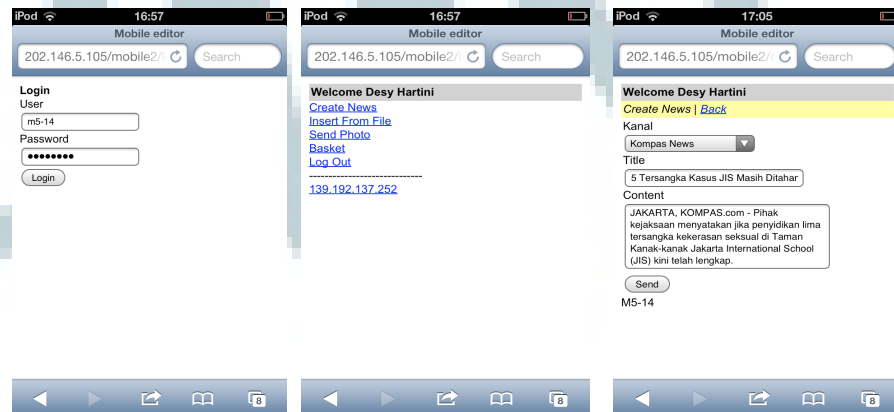 iPod 16:57
Mobile editor
202.146.5.105/mobile2/ Search
Login
User
m5-14
Password
●●●●●●●●
Login
8
iPod 16:57
Mobile editor
202.146.5.105/mobile2/ Search
Welcome Desy Hartini
Create News
Insert From File
Send Photo
Basket
Log Out
-----------------------------
139.192.137.252
8
iPod 17:05
Mobile editor
202.146.5.105/mobile2/ Search
Welcome Desy Hartini
Create News | Back
Kanal
Kompas News
Title
5 Tersangka Kasus JIS Masih Ditahar
Content
JAKARTA, KOMPAS.com - Pihak
kejaksaan menyatakan jika penyidikan lima
tersangka kekerasan seksual di Taman
Kanak-kanak Jakarta International School
(JIS) kini telah lengkap.
Send
M5-14
8